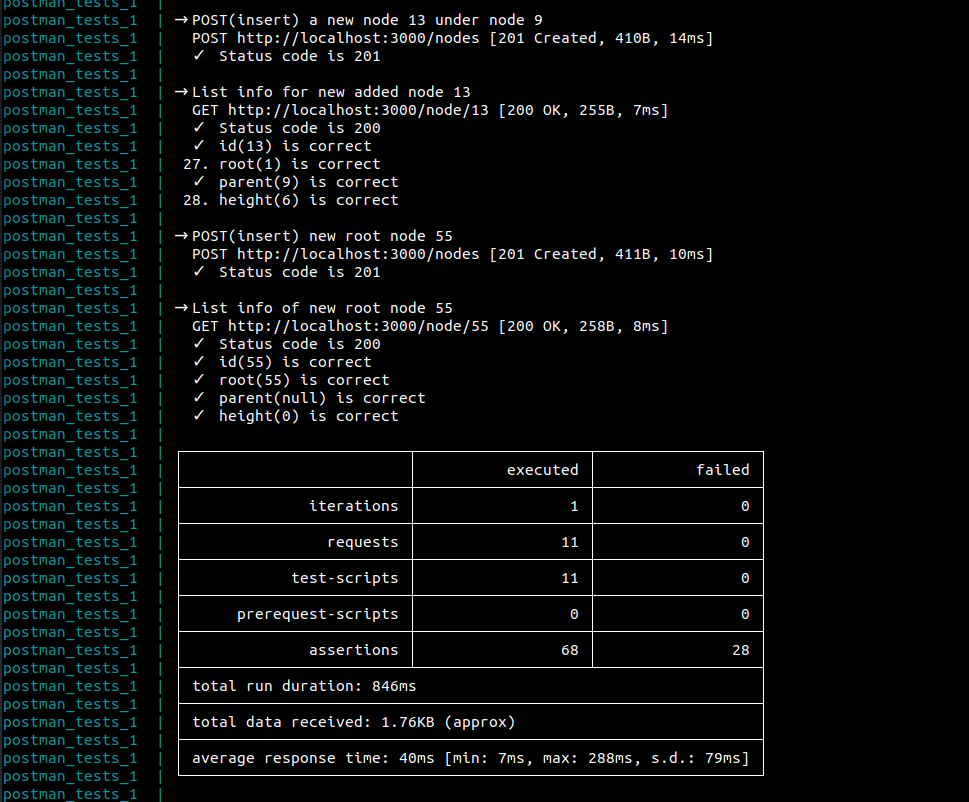 postman_tests_1 |
postman_tests_1 | → POST(insert) a new node 13 under node 9
postman_tests_1 | POST http://localhost:3000/nodes [201 Created, 410B, 14ms]
postman_tests_1 | ✓ Status code is 201
postman_tests_1 |
postman_tests_1 | → List info for new added node 13
postman_tests_1 | GET http://localhost:3000/node/13 [200 OK, 255B, 7ms]
postman_tests_1 | ✓ Status code is 200
postman_tests_1 | ✓ id(13) is correct
postman_tests_1 | 27. root(1) is correct
postman_tests_1 | ✓ parent(9) is correct
postman_tests_1 | 28. height(6) is correct
postman_tests_1 |
postman_tests_1 | → POST(insert) new root node 55
postman_tests_1 | POST http://localhost:3000/nodes [201 Created, 411B, 10ms]
postman_tests_1 | ✓ Status code is 201
postman_tests_1 |
postman_tests_1 | → List info of new root node 55
postman_tests_1 | GET http://localhost:3000/node/55 [200 OK, 258B, 8ms]
postman_tests_1 | ✓ Status code is 200
postman_tests_1 | ✓ id(55) is correct
postman_tests_1 | ✓ root(55) is correct
postman_tests_1 | ✓ parent(null) is correct
postman_tests_1 | ✓ height(0) is correct
postman_tests_1 |
postman_tests_1 |
postman_tests_1 | executed failed
postman_tests_1 |
postman_tests_1 | iterations 1 0
postman_tests_1 |
postman_tests_1 | requests 11 0
postman_tests_1 |
postman_tests_1 | test-scripts 11 0
postman_tests_1 |
postman_tests_1 | prerequest-scripts 0 0
postman_tests_1 |
postman_tests_1 | assertions 68 28
postman_tests_1 |
postman_tests_1 | total run duration: 846ms
postman_tests_1 |
postman_tests_1 | total data received: 1.76KB (approx)
postman_tests_1 |
postman_tests_1 | average response time: 40ms [min: 7ms, max: 288ms, s.d.: 79ms]
postman_tests_1 |
postman_tests_1 |